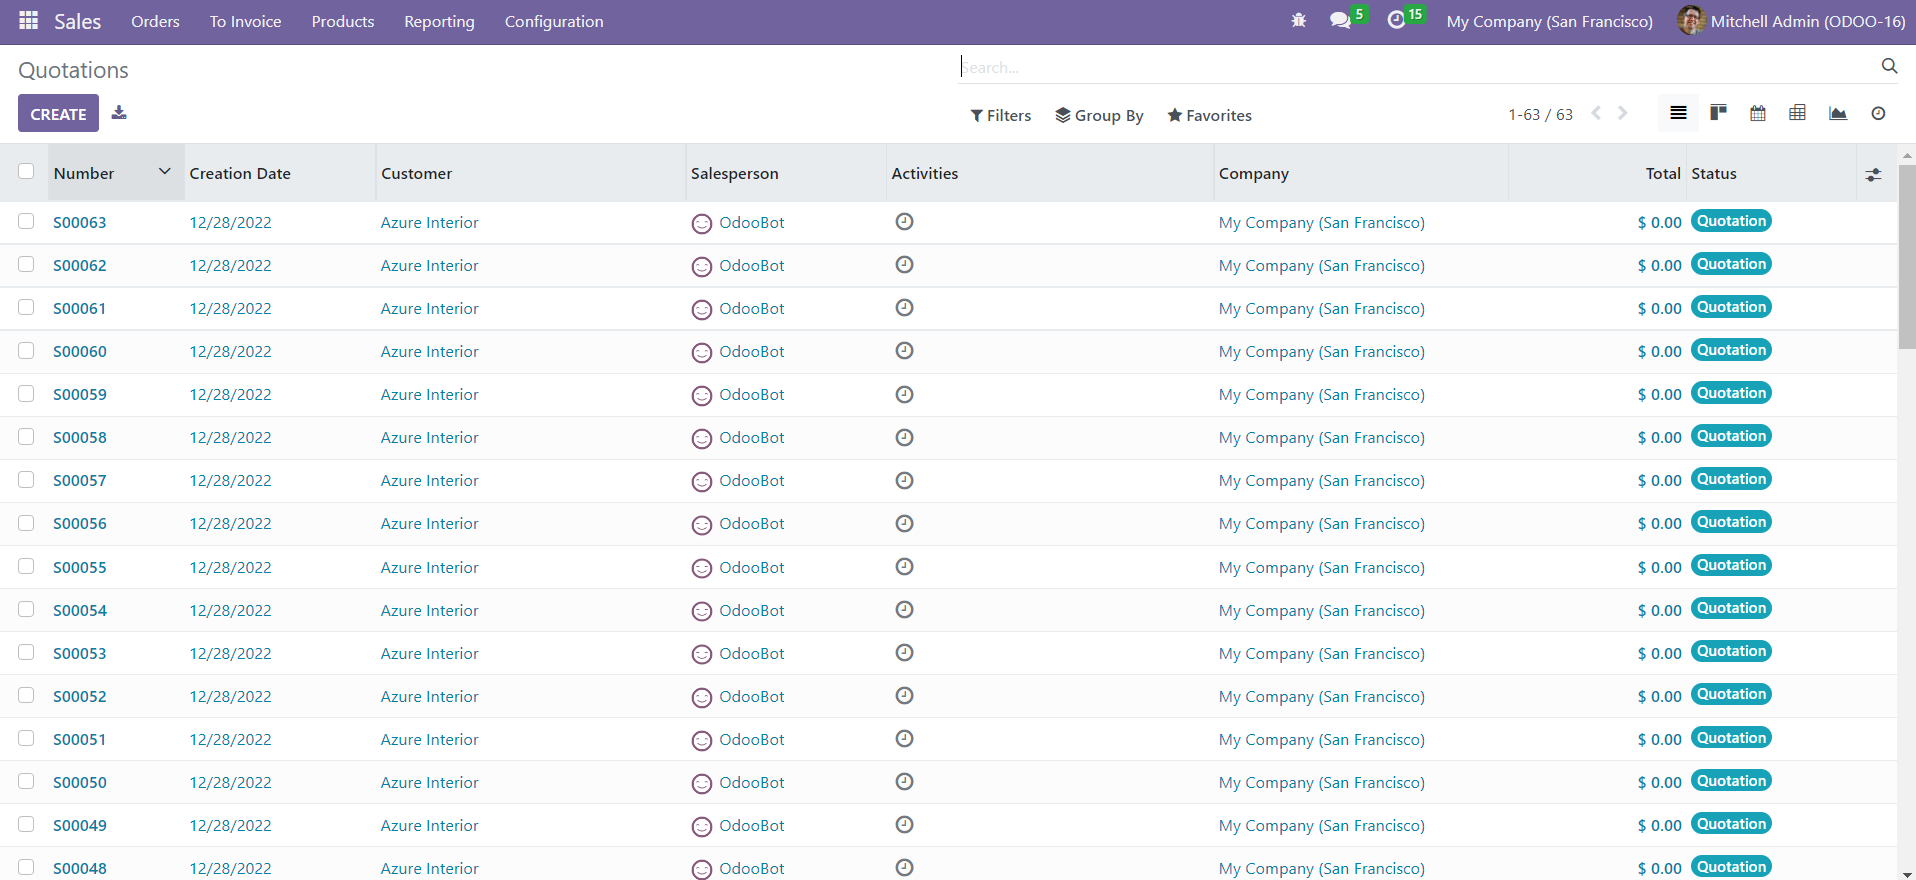 Sales Orders To Invoice Products Reporting Configuration 5 15 My Company (San Francisco) Mitchell Admin (ODOO-16)
Quotations Search...
CREATE Filters Group By Favorites 1-63 / 63
Number Creation Date Customer Salesperson Activities Company Total Status
S00063 12/28/2022 Azure Interior OdooBot My Company (San Francisco) $ 0.00 Quotation
S00062 12/28/2022 Azure Interior OdooBot My Company (San Francisco) $ 0.00 Quotation
S00061 12/28/2022 Azure Interior OdooBot My Company (San Francisco) $ 0.00 Quotation
S00060 12/28/2022 Azure Interior OdooBot My Company (San Francisco) $ 0.00 Quotation
S00059 12/28/2022 Azure Interior OdooBot My Company (San Francisco) $ 0.00 Quotation
S00058 12/28/2022 Azure Interior OdooBot My Company (San Francisco) $ 0.00 Quotation
S00057 12/28/2022 Azure Interior OdooBot My Company (San Francisco) $ 0.00 Quotation
S00056 12/28/2022 Azure Interior OdooBot My Company (San Francisco) $ 0.00 Quotation
S00055 12/28/2022 Azure Interior OdooBot My Company (San Francisco) $ 0.00 Quotation
S00054 12/28/2022 Azure Interior OdooBot My Company (San Francisco) $ 0.00 Quotation
S00053 12/28/2022 Azure Interior OdooBot My Company (San Francisco) $ 0.00 Quotation
S00052 12/28/2022 Azure Interior OdooBot My Company (San Francisco) $ 0.00 Quotation
S00051 12/28/2022 Azure Interior OdooBot My Company (San Francisco) $ 0.00 Quotation
S00050 12/28/2022 Azure Interior OdooBot My Company (San Francisco) $ 0.00 Quotation
S00049 12/28/2022 Azure Interior OdooBot My Company (San Francisco) $ 0.00 Quotation
S00048 12/28/2022 Azure Interior OdooBot My Company (San Francisco) $ 0.00 Quotation